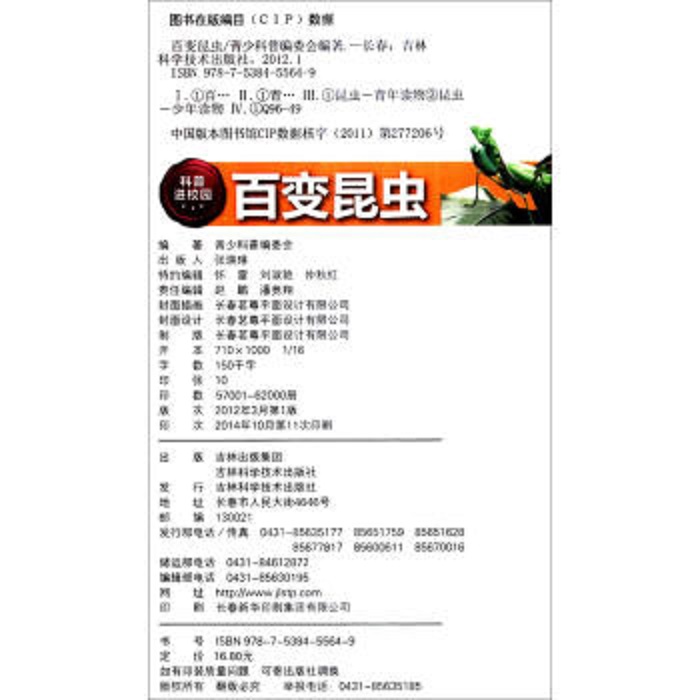 图书在版编目（CIP）数据
百变昆虫/青少科普编委会编著.—长春：吉林
科学技术出版社，2012.1
ISBN 978-7-5384-5564-9
Ⅰ.①百… Ⅱ.①青… Ⅲ.①昆虫－青年读物②昆虫
－少年读物 Ⅳ.①Q96-49
中国版本图书馆CIP数据核字（2011）第277206号
科普
进校园
百变昆虫
编 著 青少科普编委会
出 版 人 张瑛琳
特约编辑 怀 雷 刘淑艳 仲秋红
责任编辑 赵 鹏 潘竞翔
封面插画 长春茗尊平面设计有限公司
封面设计 长春茗尊平面设计有限公司
制 版 长春茗尊平面设计有限公司
开 本 710×1000 1/16
字 数 150千字
印 张 10
印 数 57001-62000册
版 次 2012年3月第1版
印 次 2014年10月第11次印刷
出 版 吉林出版集团
吉林科学技术出版社
发 行 吉林科学技术出版社
地 址 长春市人民大街4646号
邮 编 130021
发行部电话／传真 0431-85635177 85651759 85651628
85677817 85600611 85670016
储运部电话 0431-84612872
编辑部电话 0431-85630195
网 址 http://www.jlstp.com
印 刷 长春新华印刷集团有限公司
书 号 ISBN 978-7-5384-5564-9
定 价 16.80元
如有印装质量问题 可寄出版社调换
版权所有 翻版必究 举报电话：0431-85635185